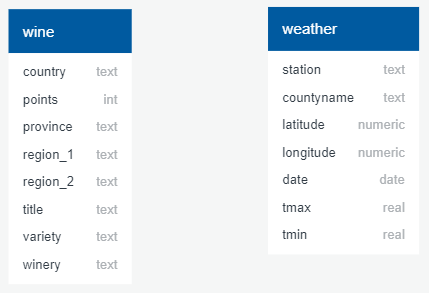 wine
country text
points int
province text
region_1 text
region_2 text
title text
variety text
winery text
weather
station text
countyname text
latitude numeric
longitude numeric
date date
tmax real
tmin real